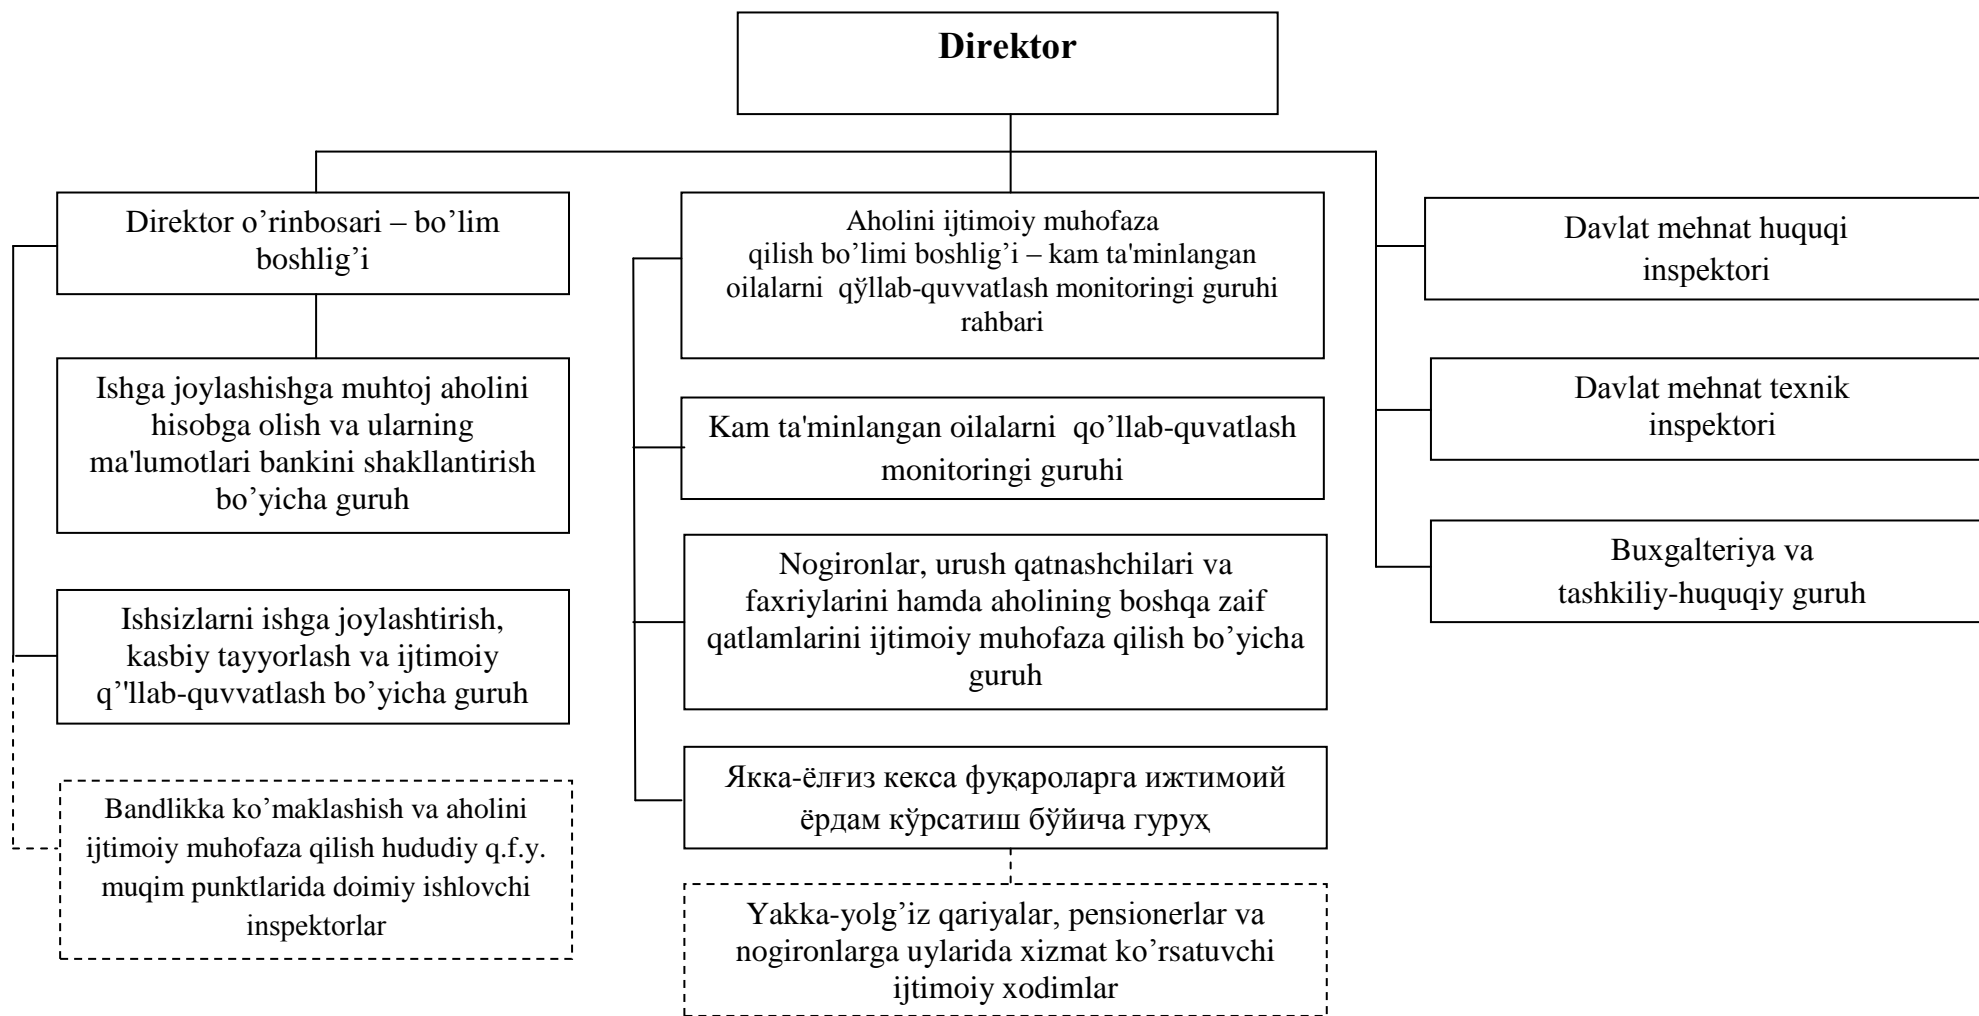 Direktor
Direktor o’rinbosari – bo’lim
boshlig’i
Ishga joylashishga muhtoj aholini
hisobga olish va ularning
ma'lumotlari bankini shakllantirish
bo’yicha guruh
Ishsizlarni ishga joylashtirish,
kasbiy tayyorlash va ijtimoiy
q’'llab-quvvatlash bo’yicha guruh
Bandlikka ko’maklashish va aholini
ijtimoiy muhofaza qilish hududiy q.f.y.
muqim punktlarida doimiy ishlovchi
inspektorlar
Aholini ijtimoiy muhofaza
qilish bo’limi boshlig’i – kam ta'minlangan
oilalarni qўllab-quvvatlash monitoringi guruhi
rahbari
Kam ta'minlangan oilalarni qo’llab-quvatlash
monitoringi guruhi
Nogironlar, urush qatnashchilari va
faxriylarini hamda aholining boshqa zaif
qatlamlarini ijtimoiy muhofaza qilish bo’yicha
guruh
Якка-ёлғиз кекса фуқароларга ижтимоий
ёрдам кўрсатиш бўйича гуруҳ
Yakka-yolg’iz qariyalar, pensionerlar va
nogironlarga uylarida xizmat ko’rsatuvchi
ijtimoiy xodimlar
Davlat mehnat huquqi
inspektori
Davlat mehnat texnik
inspektori
Buxgalteriya va
tashkiliy-huquqiy guruh